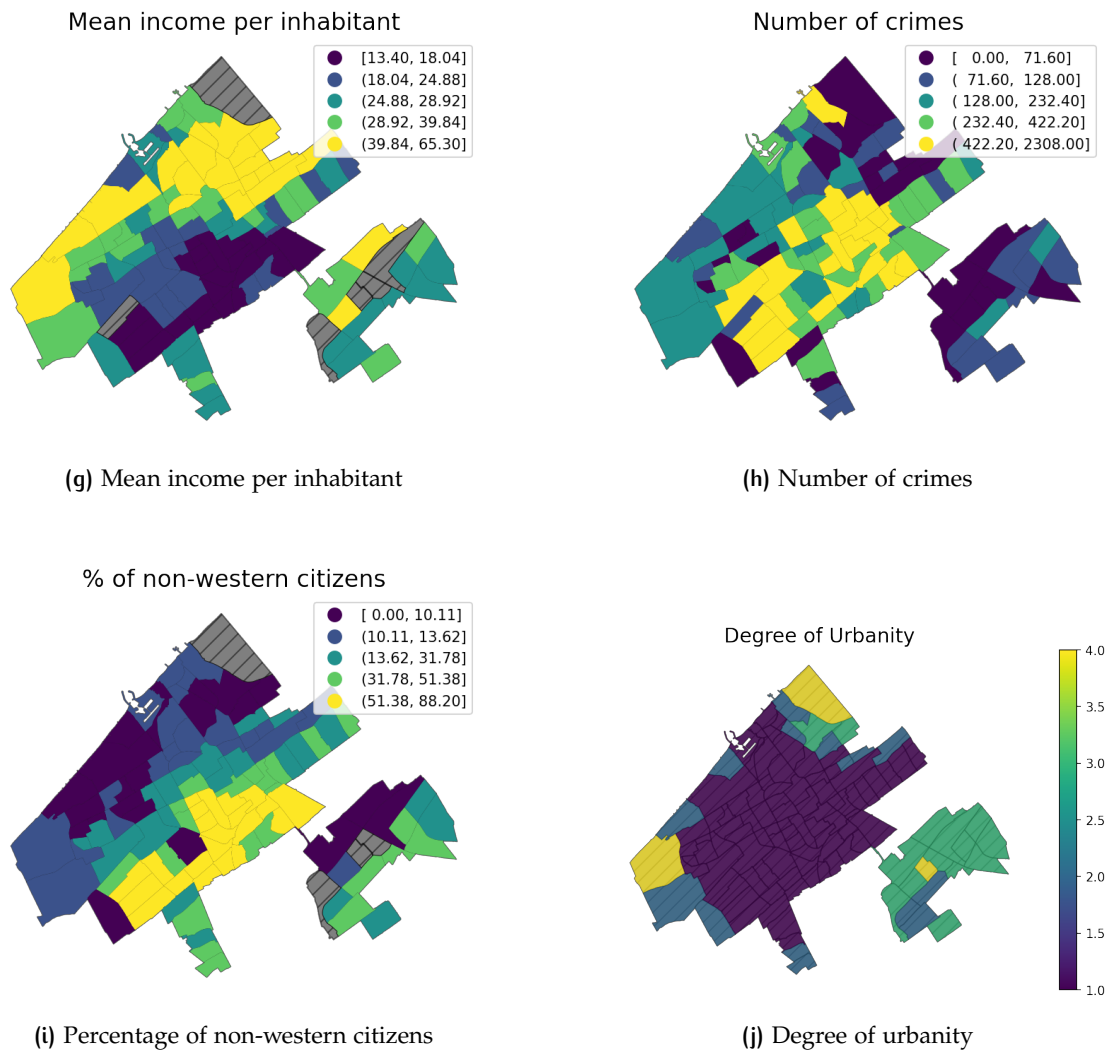 Mean income per inhabitant
[13.40, 18.04]
(18.04, 24.88]
(24.88, 28.92]
(28.92, 39.84]
(39.84, 65.30]
Number of crimes
[ 0.00, 71.60]
( 71.60, 128.00]
( 128.00, 232.40]
( 232.40, 422.20]
( 422.20, 2308.00]
(g) Mean income per inhabitant
(h) Number of crimes
% of non-western citizens
[ 0.00, 10.11]
(10.11, 13.62]
(13.62, 31.78]
(31.78, 51.38]
(51.38, 88.20]
Degree of Urbanity
4.0
3.5
3.0
2.5
2.0
1.5
1.0
(i) Percentage of non-western citizens
(j) Degree of urbanity